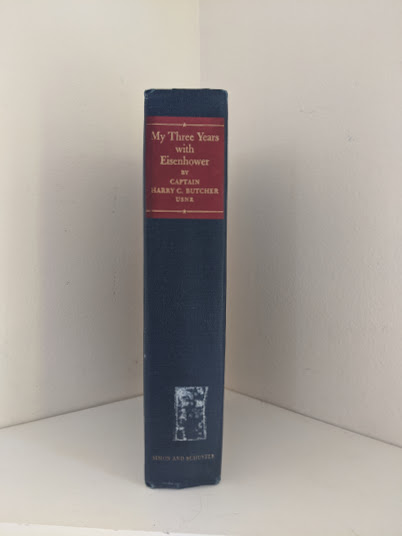 My Three Years
with
Eisenhower
BY
CAPTAIN
HARRY C. BUTCHER
USNR
SIMON AND SCHUSTER